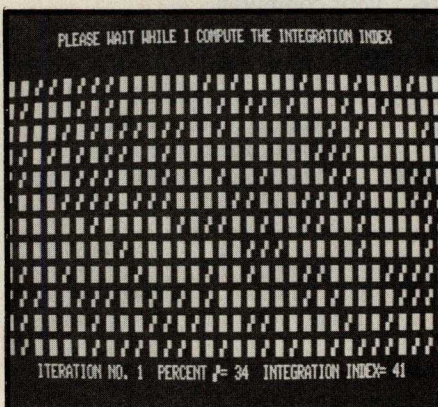 PLEASE WAIT WHILE I COMPUTE THE INTEGRATION INDEX
ITERATION NO. 1 PERCENT ▞= 34 INTEGRATION INDEX= 41